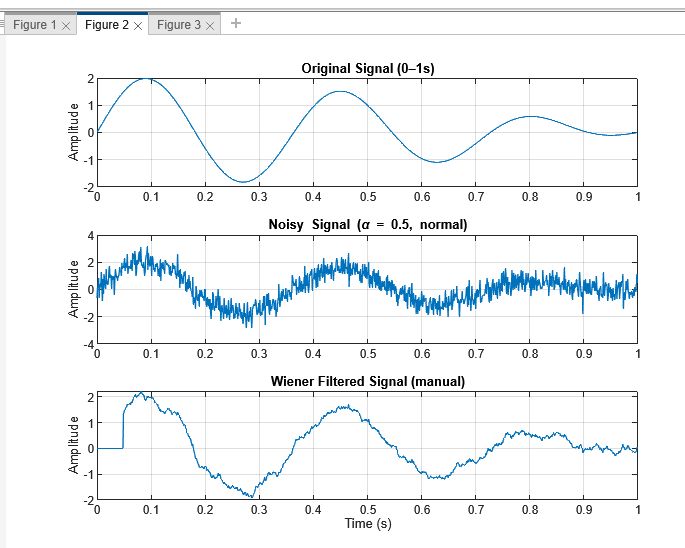 Figure 1 × Figure 2 × Figure 3 × +
Original Signal (0–1s)
2
1
0
-1
-2
Amplitude
0 0.1 0.2 0.3 0.4 0.5 0.6 0.7 0.8 0.9 1
Noisy Signal (α = 0.5, normal)
4
2
0
-2
-4
Amplitude
0 0.1 0.2 0.3 0.4 0.5 0.6 0.7 0.8 0.9 1
Wiener Filtered Signal (manual)
2
1
0
-1
-2
Amplitude
0 0.1 0.2 0.3 0.4 0.5 0.6 0.7 0.8 0.9 1
Time (s)